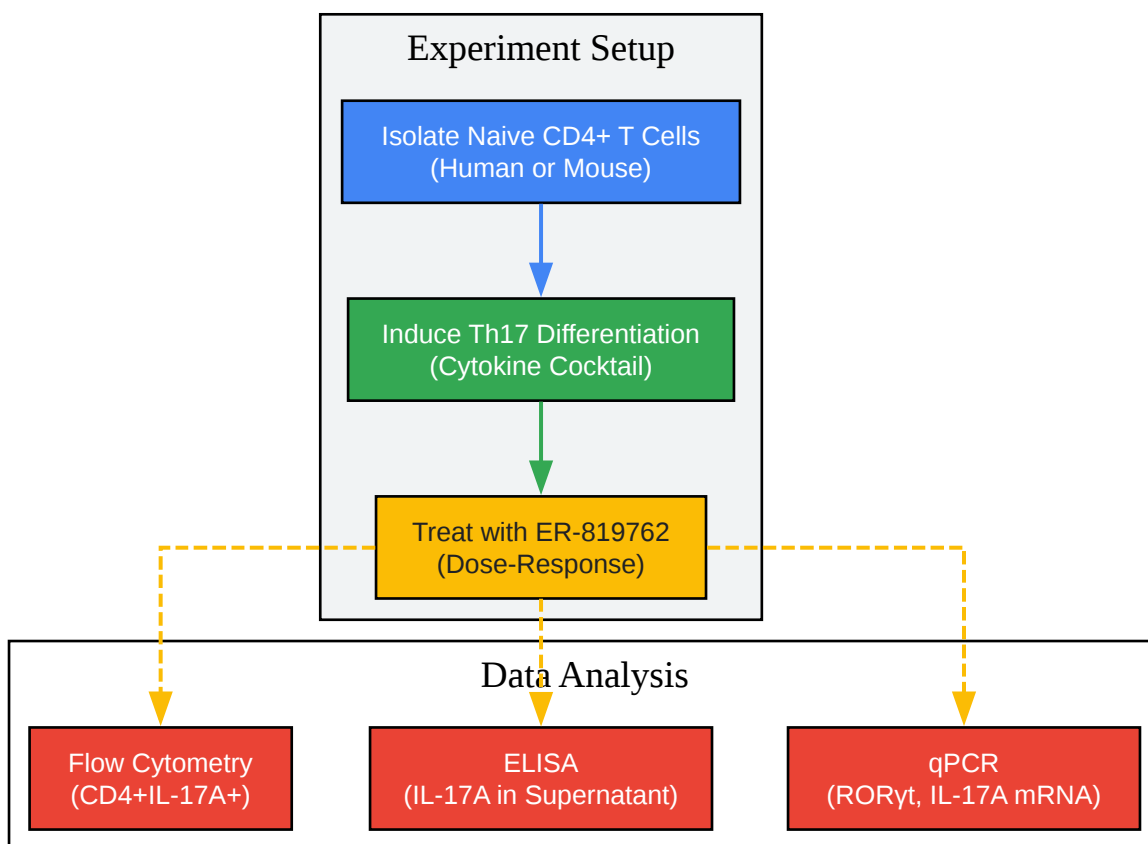 Experiment Setup
Isolate Naive CD4+ T Cells
(Human or Mouse)
Induce Th17 Differentiation
(Cytokine Cocktail)
Treat with ER-819762
(Dose-Response)
Data Analysis
Flow Cytometry
(CD4+IL-17A+)
ELISA
(IL-17A in Supernatant)
qPCR
(RORγt, IL-17A mRNA)